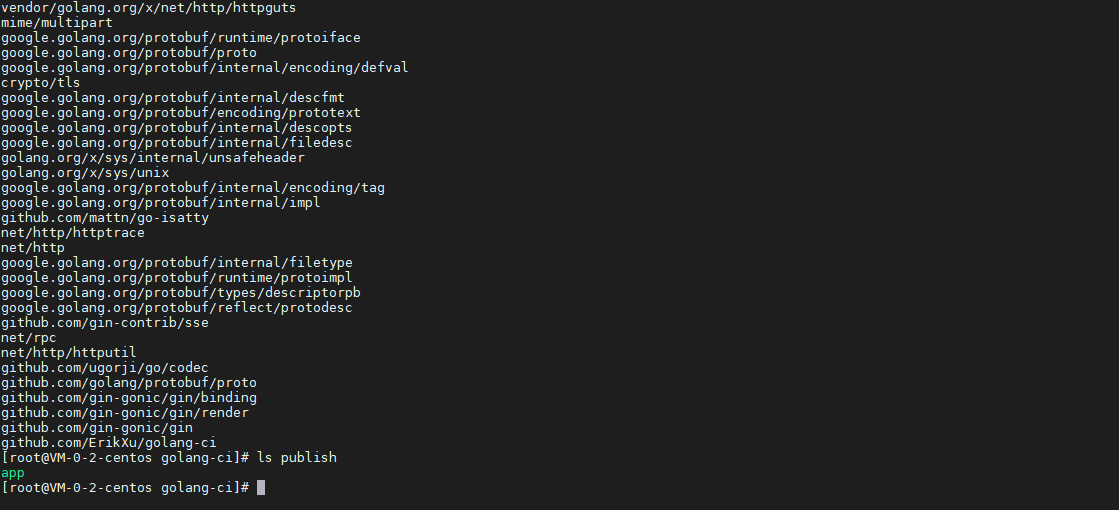 vendor/golang.org/x/net/http/httpguts
mime/multipart
google.golang.org/protobuf/runtime/protoiface
google.golang.org/protobuf/proto
google.golang.org/protobuf/internal/encoding/defval
crypto/tls
google.golang.org/protobuf/internal/descfmt
google.golang.org/protobuf/encoding/prototext
google.golang.org/protobuf/internal/descopts
google.golang.org/protobuf/internal/filedesc
golang.org/x/sys/internal/unsafeheader
golang.org/x/sys/unix
google.golang.org/protobuf/internal/encoding/tag
google.golang.org/protobuf/internal/impl
github.com/mattn/go-isatty
net/http/httptrace
net/http
google.golang.org/protobuf/internal/filetype
google.golang.org/protobuf/runtime/protoimpl
google.golang.org/protobuf/types/descriptorpb
google.golang.org/protobuf/reflect/protodesc
github.com/gin-contrib/sse
net/rpc
net/http/httputil
github.com/ugorji/go/codec
github.com/golang/protobuf/proto
github.com/gin-gonic/gin/binding
github.com/gin-gonic/gin/render
github.com/gin-gonic/gin
github.com/ErikXu/golang-ci
[root@VM-0-2-centos golang-ci]# ls publish
app
[root@VM-0-2-centos golang-ci]#